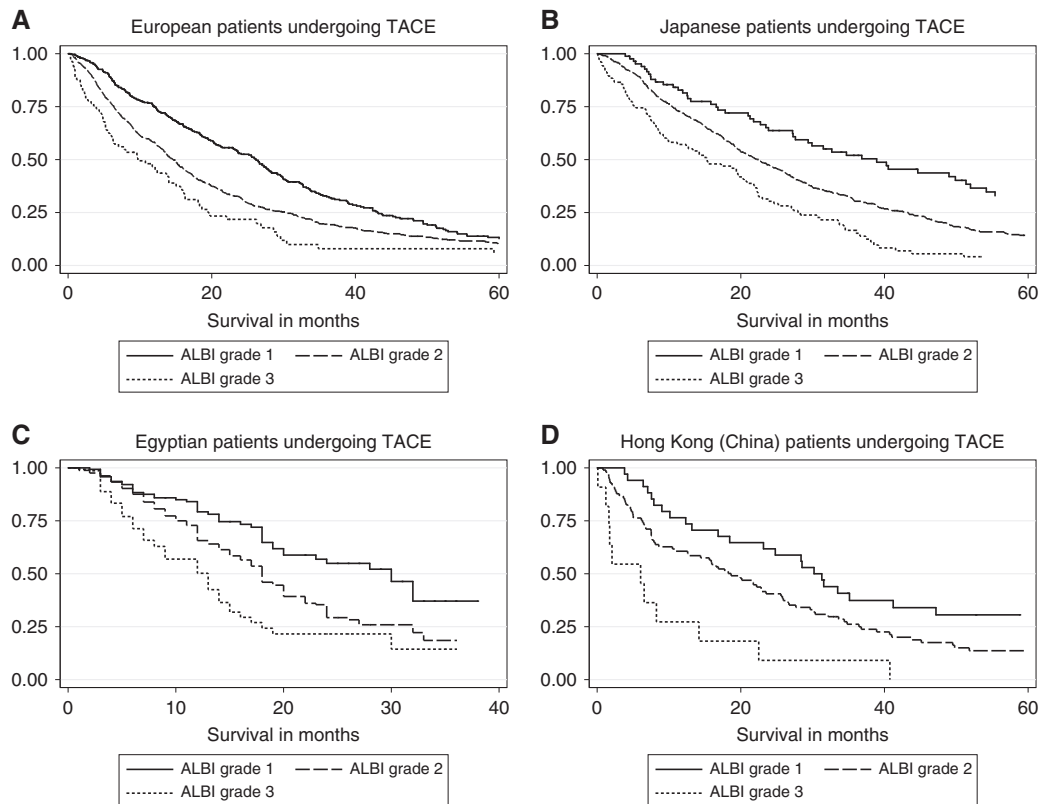 A
European patients undergoing TACE
1.00
0.75
0.50
0.25
0.00
0 20 40 60
Survival in months
ALBI grade 1 ALBI grade 2
ALBI grade 3
B
Japanese patients undergoing TACE
1.00
0.75
0.50
0.25
0.00
0 20 40 60
Survival in months
ALBI grade 1 ALBI grade 2
ALBI grade 3
C
Egyptian patients undergoing TACE
1.00
0.75
0.50
0.25
0.00
0 10 20 30 40
Survival in months
ALBI grade 1 ALBI grade 2
ALBI grade 3
D
Hong Kong (China) patients undergoing TACE
1.00
0.75
0.50
0.25
0.00
0 20 40 60
Survival in months
ALBI grade 1 ALBI grade 2
ALBI grade 3